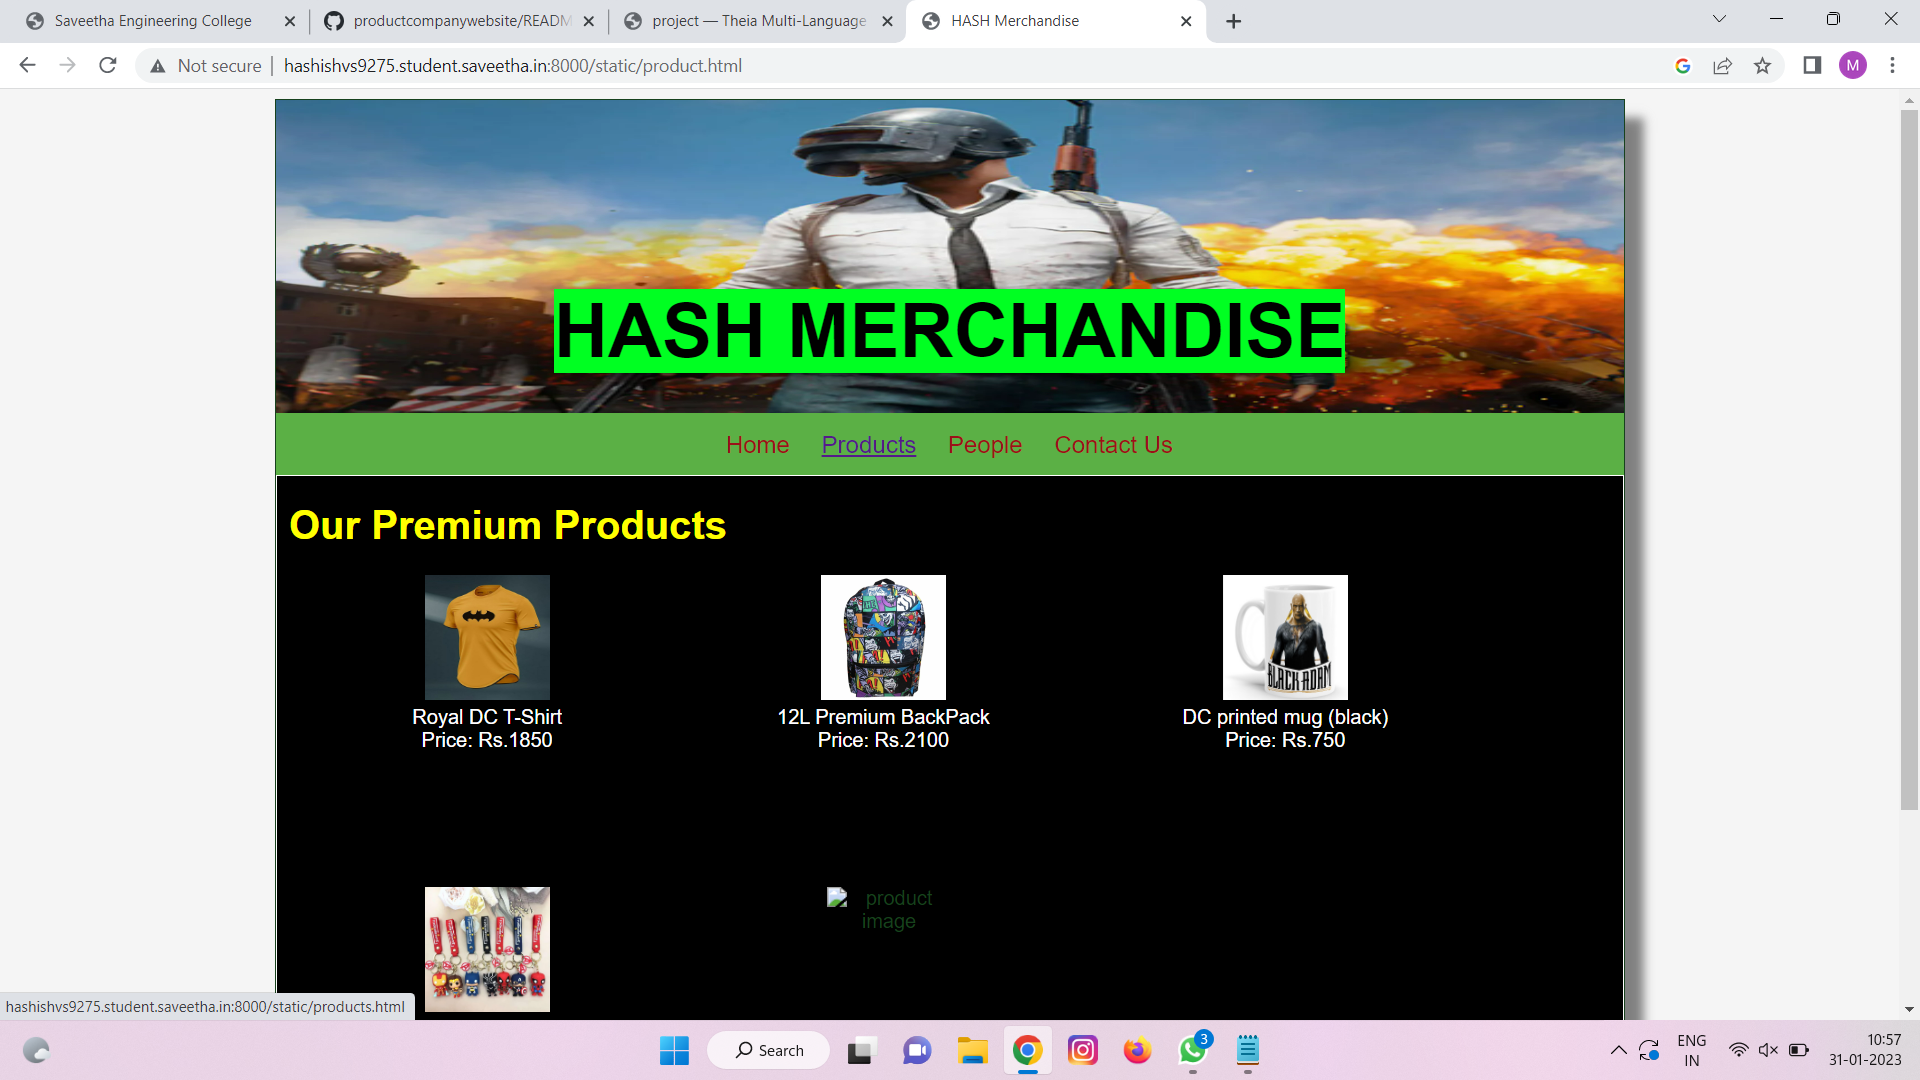 Saveetha Engineering College
productcompanywebsite/READM
project — Theia Multi-Language
HASH Merchandise
Not secure
hashishvs9275.student.saveetha.in:8000/static/product.html
M
HASH MERCHANDISE
Home
Products
People
Contact Us
Our Premium Products
BLACK ADAM
Royal DC T-Shirt
Price: Rs.1850
12L Premium BackPack
Price: Rs.2100
DC printed mug (black)
Price: Rs.750
product
image
hashishvs9275.student.saveetha.in:8000/static/products.html
Search
3
ENG
IN
10:57
31-01-2023